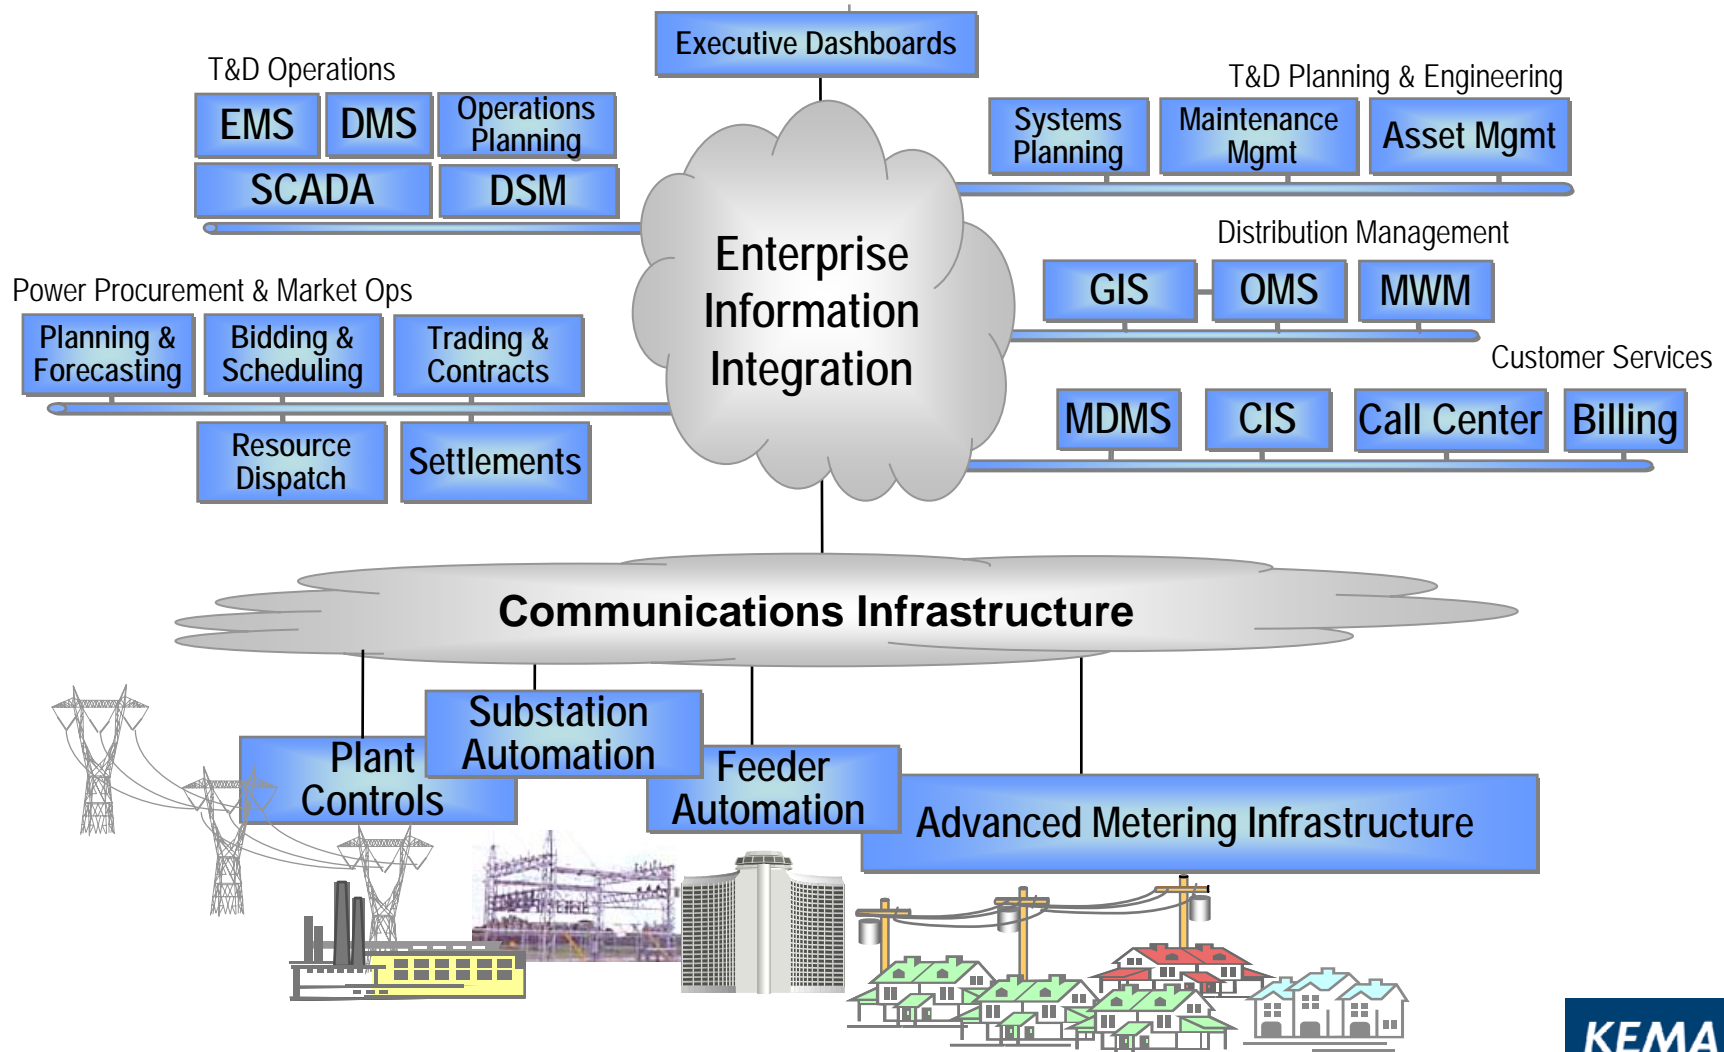 Executive Dashboards
T&D Operations
EMS
DMS
Operations
Planning
SCADA
DSM
T&D Planning & Engineering
Systems
Planning
Maintenance
Mgmt
Asset Mgmt
Enterprise
Information
Integration
Distribution Management
GIS
OMS
MWM
Power Procurement & Market Ops
Planning &
Forecasting
Bidding &
Scheduling
Trading &
Contracts
Resource
Dispatch
Settlements
Customer Services
MDMS
CIS
Call Center
Billing
Communications Infrastructure
Plant
Controls
Substation
Automation
Feeder
Automation
Advanced Metering Infrastructure
KEMA